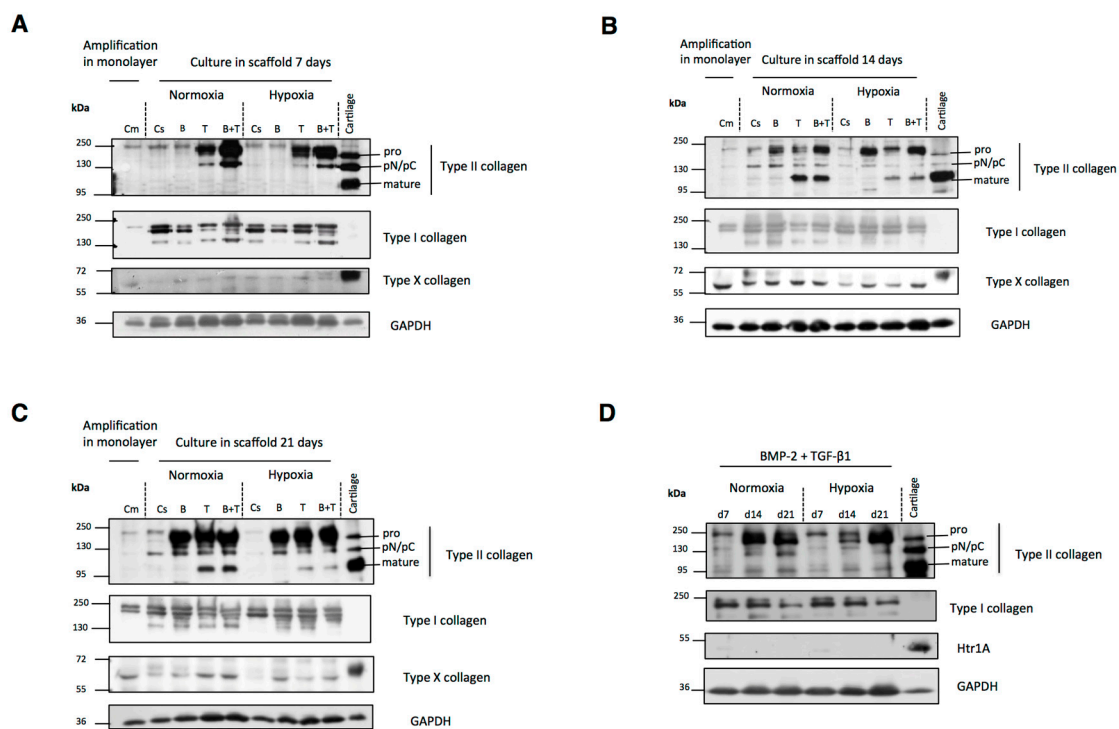 A
Amplification
in monolayer
Culture in scaffold 7 days
Normoxia Hypoxia
kDa
Cm Cs B T B+T Cs B T B+T Cartilage
250
130
95
pro
pN/pC
mature
Type II collagen
250
130
Type I collagen
72
55
Type X collagen
36
GAPDH
B
Amplification
in monolayer
Culture in scaffold 14 days
Normoxia Hypoxia
kDa
Cm Cs B T B+T Cs B T B+T Cartilage
250
130
95
pro
pN/pC
mature
Type II collagen
250
130
Type I collagen
72
55
Type X collagen
36
GAPDH
C
Amplification
in monolayer
Culture in scaffold 21 days
Normoxia Hypoxia
kDa
Cm Cs B T B+T Cs B T B+T Cartilage
250
130
95
pro
pN/pC
mature
Type II collagen
250
130
Type I collagen
72
55
Type X collagen
36
GAPDH
D
BMP-2 + TGF-β1
Normoxia Hypoxia
kDa
d7 d14 d21 d7 d14 d21 Cartilage
250
130
95
pro
pN/pC
mature
Type II collagen
250
Type I collagen
55
Htr1A
36
GAPDH